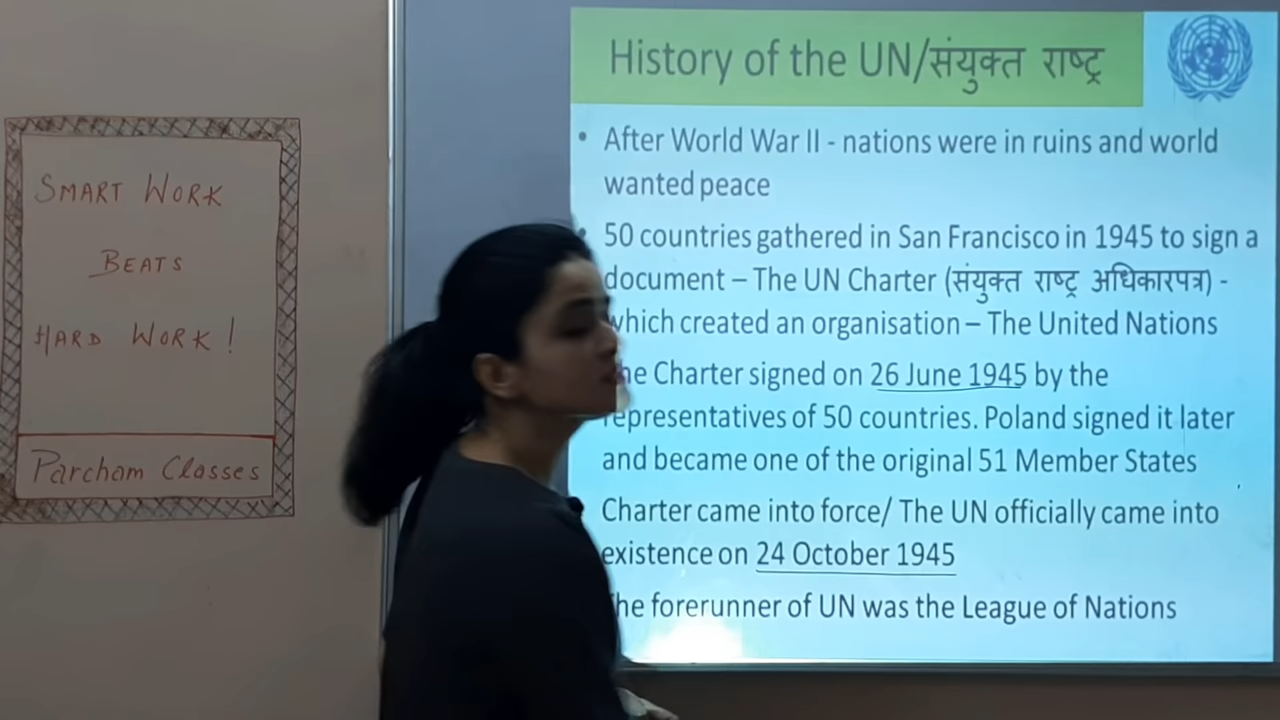 SMART WORK
BEATS
HARD WORK!
Parcham Classes
History of the UN/संयुक्त राष्ट्र
• After World War II - nations were in ruins and world
wanted peace
50 countries gathered in San Francisco in 1945 to sign a
document – The UN Charter (संयुक्त राष्ट्र अधिकारपत्र) -
which created an organisation – The United Nations
he Charter signed on 26 June 1945 by the
representatives of 50 countries. Poland signed it later
and became one of the original 51 Member States
Charter came into force/ The UN officially came into
existence on 24 October 1945
he forerunner of UN was the League of Nations